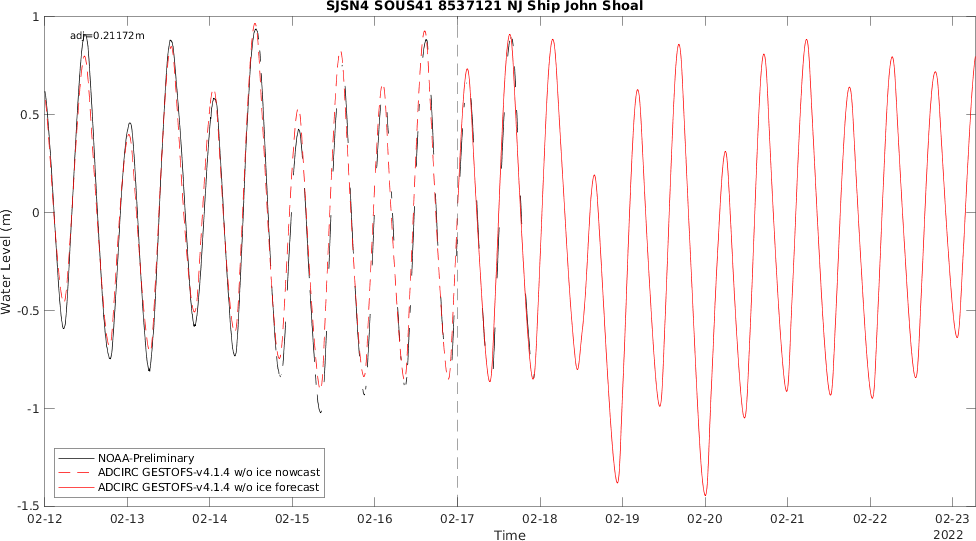 SJSN4 SOUS41 8537121 NJ Ship John Shoal
adj=0.21172m
Water Level (m)
1
0.5
0
-0.5
-1
-1.5
NOAA-Preliminary
ADCIRC GESTOFS-v4.1.4 w/o ice nowcast
ADCIRC GESTOFS-v4.1.4 w/o ice forecast
02-12 02-13 02-14 02-15 02-16 02-17 02-18 02-19 02-20 02-21 02-22 02-23
Time
2022